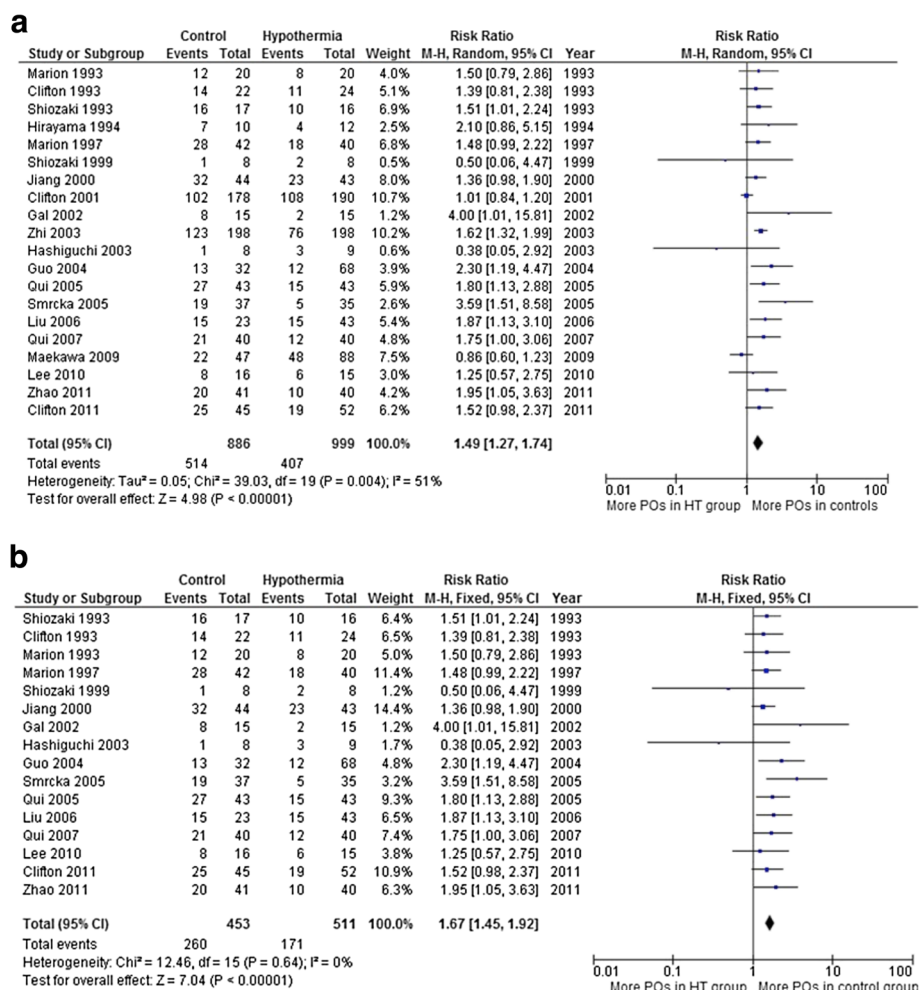 a
Control Hypothermia Risk Ratio Risk Ratio
Study or Subgroup Events Total Events Total Weight M-H, Random, 95% CI Year M-H, Random, 95% CI
Marion 1993 12 20 8 20 4.0% 1.50 [0.79, 2.86] 1993
Clifton 1993 14 22 11 24 5.1% 1.39 [0.81, 2.38] 1993
Shiozaki 1993 16 17 10 16 6.9% 1.51 [1.01, 2.24] 1993
Hirayama 1994 7 10 4 12 2.5% 2.10 [0.86, 5.15] 1994
Marion 1997 28 42 18 40 6.8% 1.48 [0.99, 2.22] 1997
Shiozaki 1999 1 8 2 8 0.5% 0.50 [0.06, 4.47] 1999
Jiang 2000 32 44 23 43 8.0% 1.36 [0.98, 1.90] 2000
Clifton 2001 102 178 108 190 10.7% 1.01 [0.84, 1.20] 2001
Gal 2002 8 15 2 15 1.2% 4.00 [1.01, 15.81] 2002
Zhi 2003 123 198 76 198 10.2% 1.62 [1.32, 1.99] 2003
Hashiguchi 2003 1 8 3 9 0.6% 0.38 [0.05, 2.92] 2003
Guo 2004 13 32 12 68 3.9% 2.30 [1.19, 4.47] 2004
Qui 2005 27 43 15 43 5.9% 1.80 [1.13, 2.88] 2005
Smrcka 2005 19 37 5 35 2.6% 3.59 [1.51, 8.58] 2005
Liu 2006 15 23 15 43 5.4% 1.87 [1.13, 3.10] 2006
Qui 2007 21 40 12 40 4.8% 1.75 [1.00, 3.06] 2007
Maekawa 2009 22 47 48 88 7.5% 0.86 [0.60, 1.23] 2009
Lee 2010 8 16 6 15 3.0% 1.25 [0.57, 2.75] 2010
Zhao 2011 20 41 10 40 4.2% 1.95 [1.05, 3.63] 2011
Clifton 2011 25 45 19 52 6.2% 1.52 [0.98, 2.37] 2011
Total (95% CI) 886 999 100.0% 1.49 [1.27, 1.74]
Total events 514 407
Heterogeneity: Tau² = 0.05; Chi² = 39.03, df = 19 (P = 0.004); I² = 51%
Test for overall effect: Z = 4.98 (P < 0.00001)
0.01 0.1 1 10 100
More POs in HT group More POs in controls
b
Control Hypothermia Risk Ratio Risk Ratio
Study or Subgroup Events Total Events Total Weight M-H, Fixed, 95% CI Year M-H, Fixed, 95% CI
Shiozaki 1993 16 17 10 16 6.4% 1.51 [1.01, 2.24] 1993
Clifton 1993 14 22 11 24 6.5% 1.39 [0.81, 2.38] 1993
Marion 1993 12 20 8 20 5.0% 1.50 [0.79, 2.86] 1993
Marion 1997 28 42 18 40 11.4% 1.48 [0.99, 2.22] 1997
Shiozaki 1999 1 8 2 8 1.2% 0.50 [0.06, 4.47] 1999
Jiang 2000 32 44 23 43 14.4% 1.36 [0.98, 1.90] 2000
Gal 2002 8 15 2 15 1.2% 4.00 [1.01, 15.81] 2002
Hashiguchi 2003 1 8 3 9 1.7% 0.38 [0.05, 2.92] 2003
Guo 2004 13 32 12 68 4.8% 2.30 [1.19, 4.47] 2004
Smrcka 2005 19 37 5 35 3.2% 3.59 [1.51, 8.58] 2005
Qui 2005 27 43 15 43 9.3% 1.80 [1.13, 2.88] 2005
Liu 2006 15 23 15 43 6.5% 1.87 [1.13, 3.10] 2006
Qui 2007 21 40 12 40 7.4% 1.75 [1.00, 3.06] 2007
Lee 2010 8 16 6 15 3.8% 1.25 [0.57, 2.75] 2010
Clifton 2011 25 45 19 52 10.9% 1.52 [0.98, 2.37] 2011
Zhao 2011 20 41 10 40 6.3% 1.95 [1.05, 3.63] 2011
Total (95% CI) 453 511 100.0% 1.67 [1.45, 1.92]
Total events 260 171
Heterogeneity: Chi² = 12.46, df = 15 (P = 0.64); I² = 0%
Test for overall effect: Z = 7.04 (P < 0.00001)
0.01 0.1 1 10 100
More POs in HT group More POs in control group